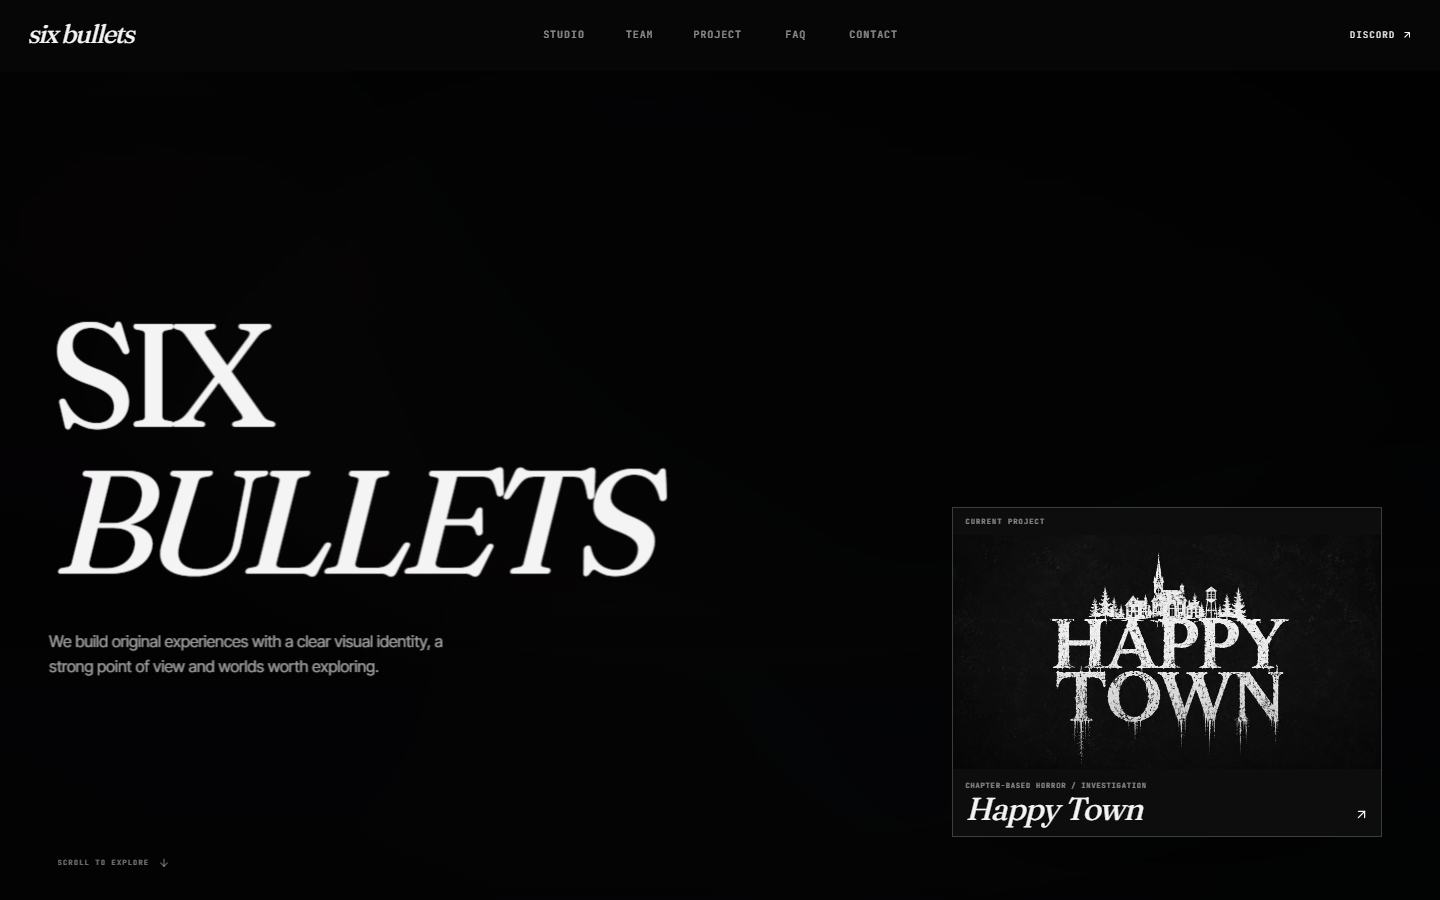 six bullets
STUDIO TEAM PROJECT FAQ CONTACT
DISCORD
SIX
BULLETS
We build original experiences with a clear visual identity, a
strong point of view and worlds worth exploring.
CURRENT PROJECT
HAPPY
TOWN
CHAPTER-BASED HORROR / INVESTIGATION
Happy Town
SCROLL TO EXPLORE